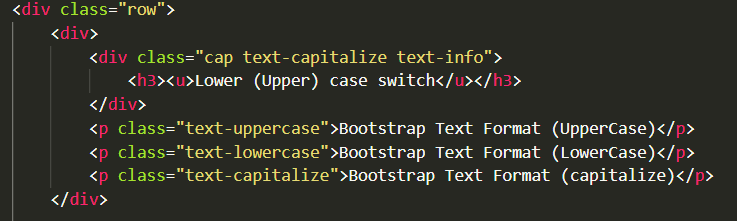 <div class="row">
<div>
<div class="cap text-capitalize text-info">
<h3><u>Lower (Upper) case switch</u></h3>
</div>
<p class="text-uppercase">Bootstrap Text Format (UpperCase)</p>
<p class="text-lowercase">Bootstrap Text Format (LowerCase)</p>
<p class="text-capitalize">Bootstrap Text Format (capitalize)</p>
</div>